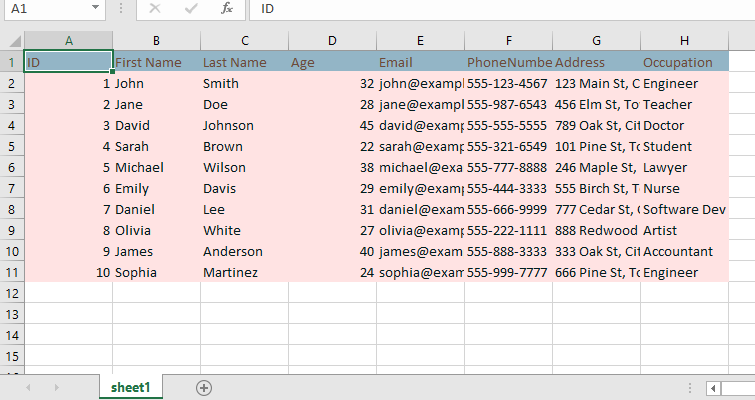 A1 fx ID
A B C D E F G H
1 ID First Name Last Name Age Email PhoneNumbe Address Occupation
2 1 John Smith 32 john@exampl 555-123-4567 123 Main St, C Engineer
3 2 Jane Doe 28 jane@exampl 555-987-6543 456 Elm St, To Teacher
4 3 David Johnson 45 david@examp 555-555-5555 789 Oak St, Cit Doctor
5 4 Sarah Brown 22 sarah@examp 555-321-6549 101 Pine St, To Student
6 5 Michael Wilson 38 michael@exa 555-777-8888 246 Maple St, Lawyer
7 6 Emily Davis 29 emily@examp 555-444-3333 555 Birch St, T Nurse
8 7 Daniel Lee 31 daniel@exam 555-666-9999 777 Cedar St, Software Dev
9 8 Olivia White 27 olivia@examp 555-222-1111 888 Redwood Artist
10 9 James Anderson 40 james@exam 555-888-3333 333 Oak St, Cit Accountant
11 10 Sophia Martinez 24 sophia@exam 555-999-7777 666 Pine St, To Engineer
12
13
14
15
sheet1